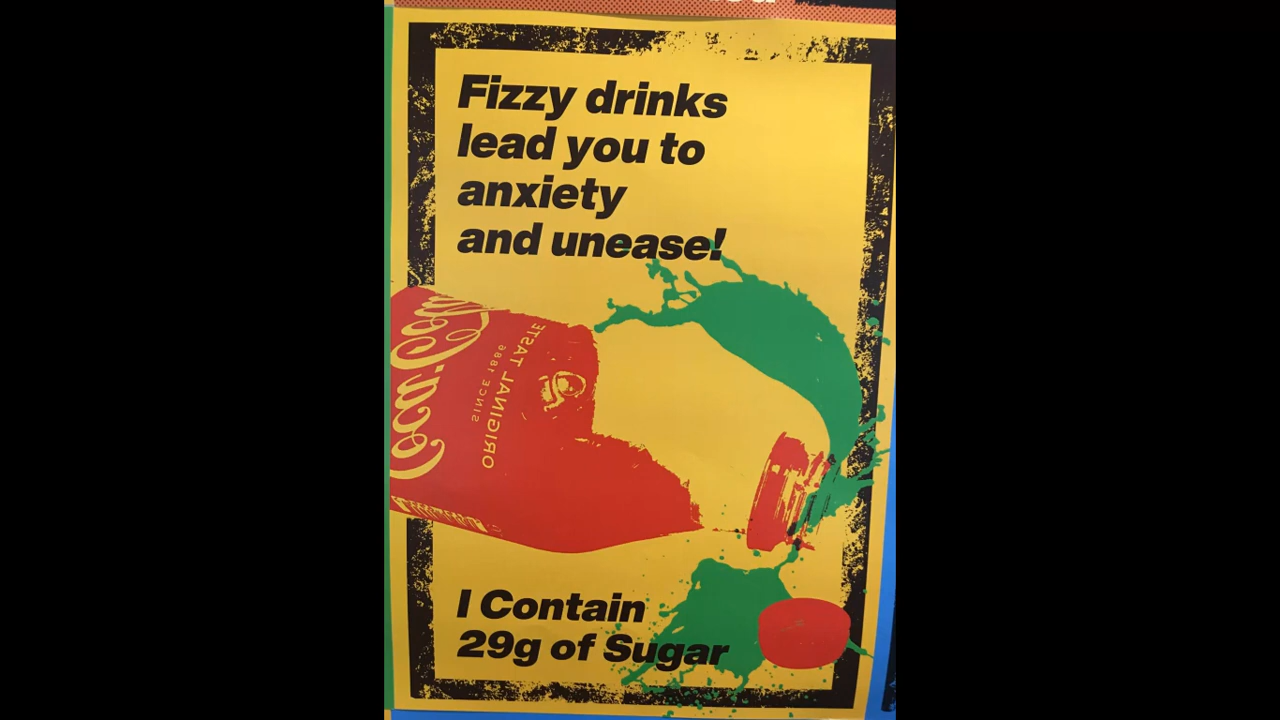 Fizzy drinks
lead you to
anxiety
and unease!
Coca-Cola
SINCE 1886
ORIGINAL TASTE
I Contain
29g of Sugar